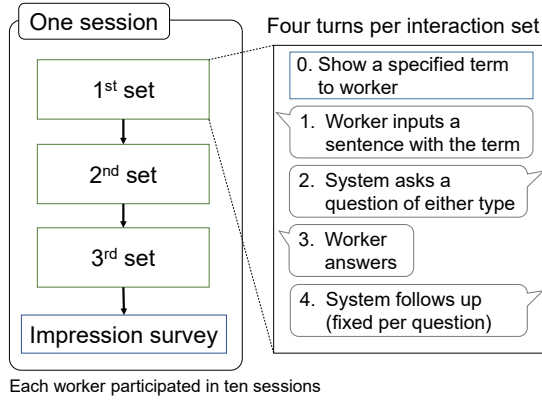 One session
1st set
2nd set
3rd set
Impression survey
Each worker participated in ten sessions
Four turns per interaction set
0. Show a specified term
to worker
1. Worker inputs a
sentence with the term
2. System asks a
question of either type
3. Worker
answers
4. System follows up
(fixed per question)